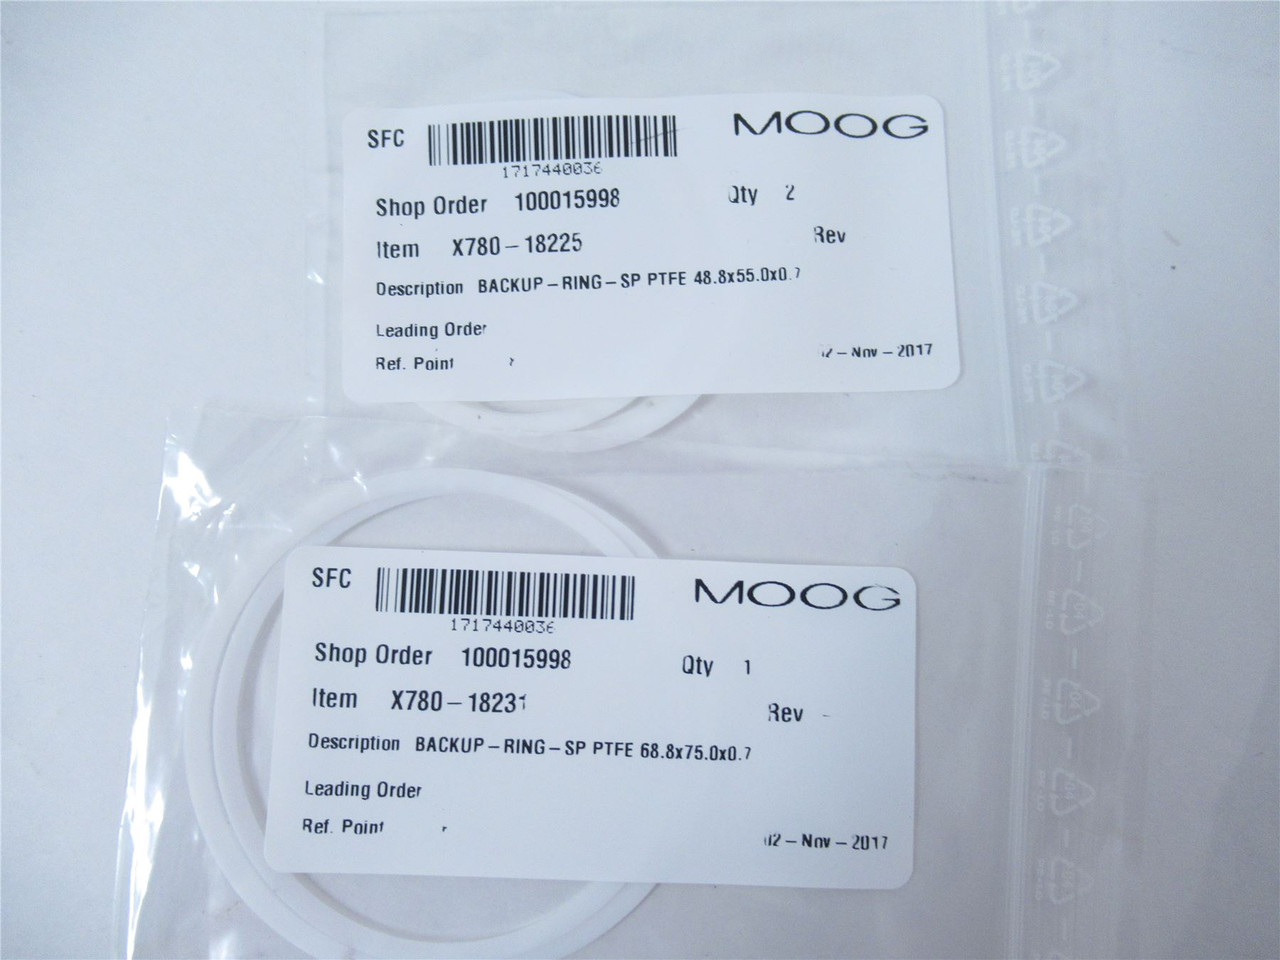 SFC MOOG
1717440036
Shop Order 100015998 Qty 2
Item X780-18225 Rev
Description BACKUP-RING-SP PTFE 48.8x55.0x0.7
Leading Order
Ref. Point 02-Nov-2017
SFC MOOG
1717440036
Shop Order 100015998 Qty 1
Item X780-18231 Rev -
Description BACKUP-RING-SP PTFE 68.8x75.0x0.7
Leading Order
Ref. Point 02-Nov-2017